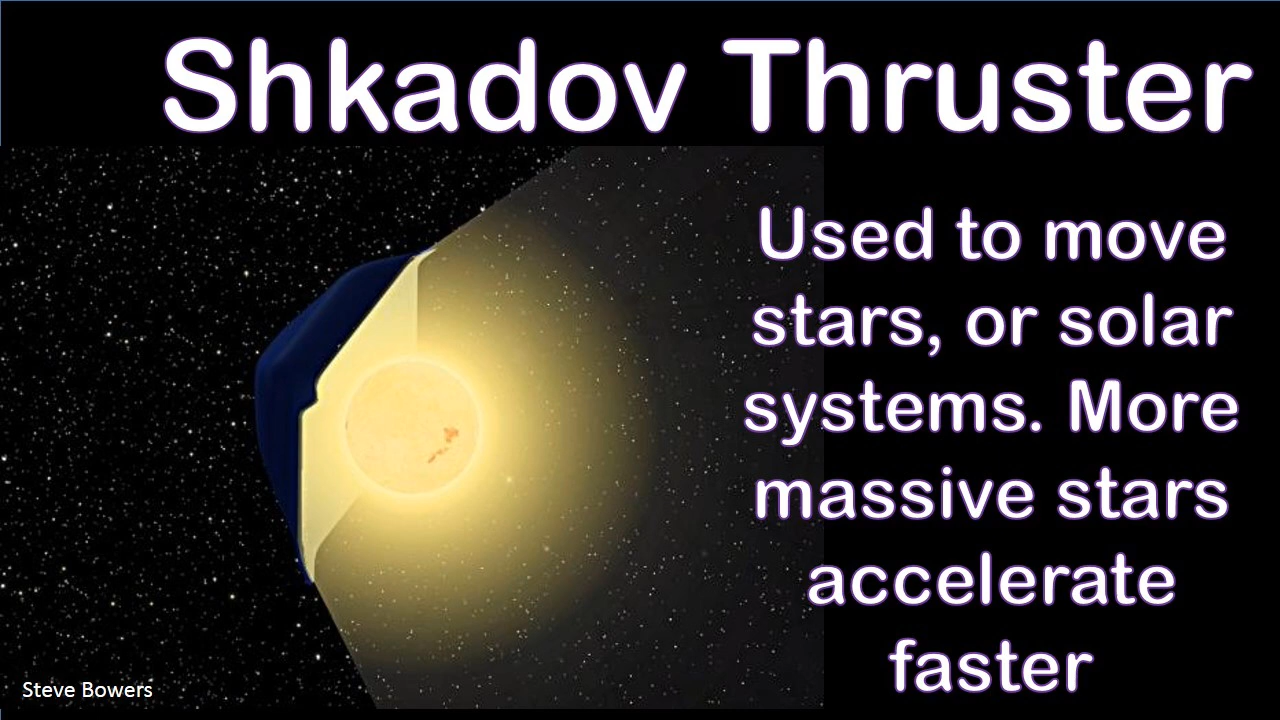 Shkadov Thruster
Used to move
stars, or solar
systems. More
massive stars
accelerate
faster
Steve Bowers